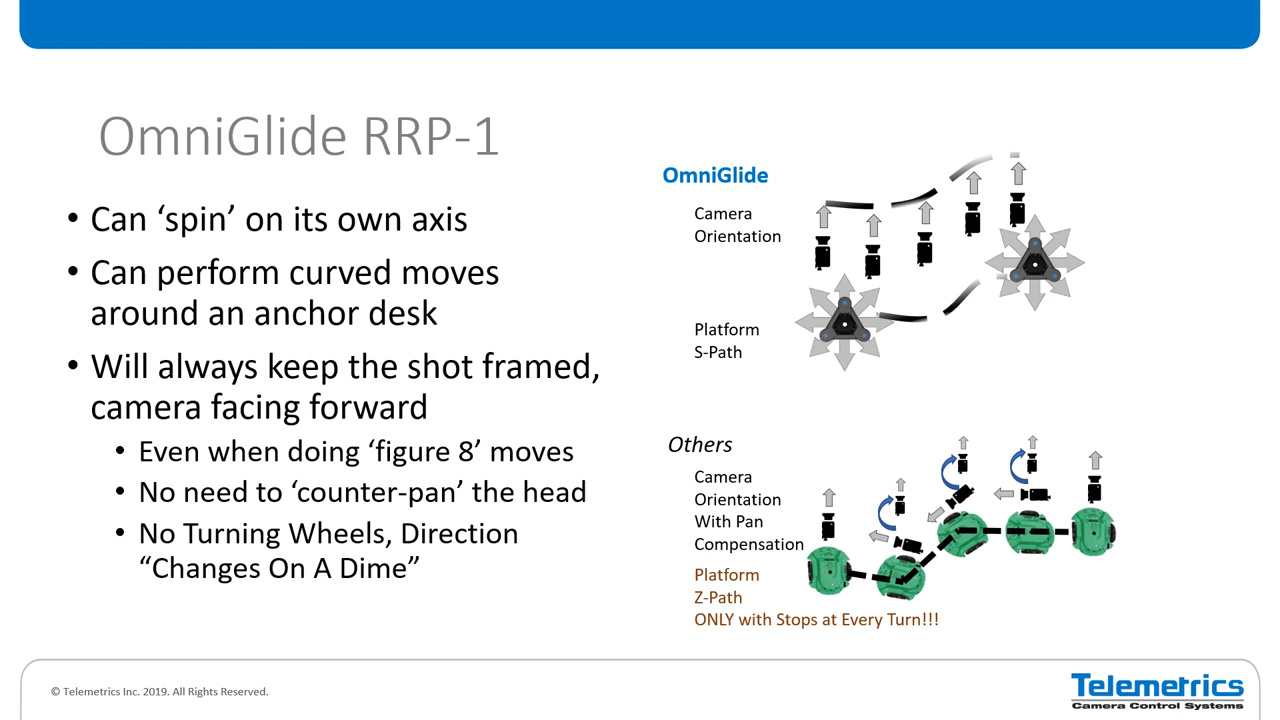 OmniGlide RRP-1
• Can ‘spin’ on its own axis
• Can perform curved moves
around an anchor desk
• Will always keep the shot framed,
camera facing forward
• Even when doing ‘figure 8’ moves
• No need to ‘counter-pan’ the head
• No Turning Wheels, Direction
“Changes On A Dime”
OmniGlide
Camera
Orientation
Platform
S-Path
Others
Camera
Orientation
With Pan
Compensation
Platform
Z-Path
ONLY with Stops at Every Turn!!!
© Telemetrics Inc. 2019. All Rights Reserved.
Telemetrics
Camera Control Systems